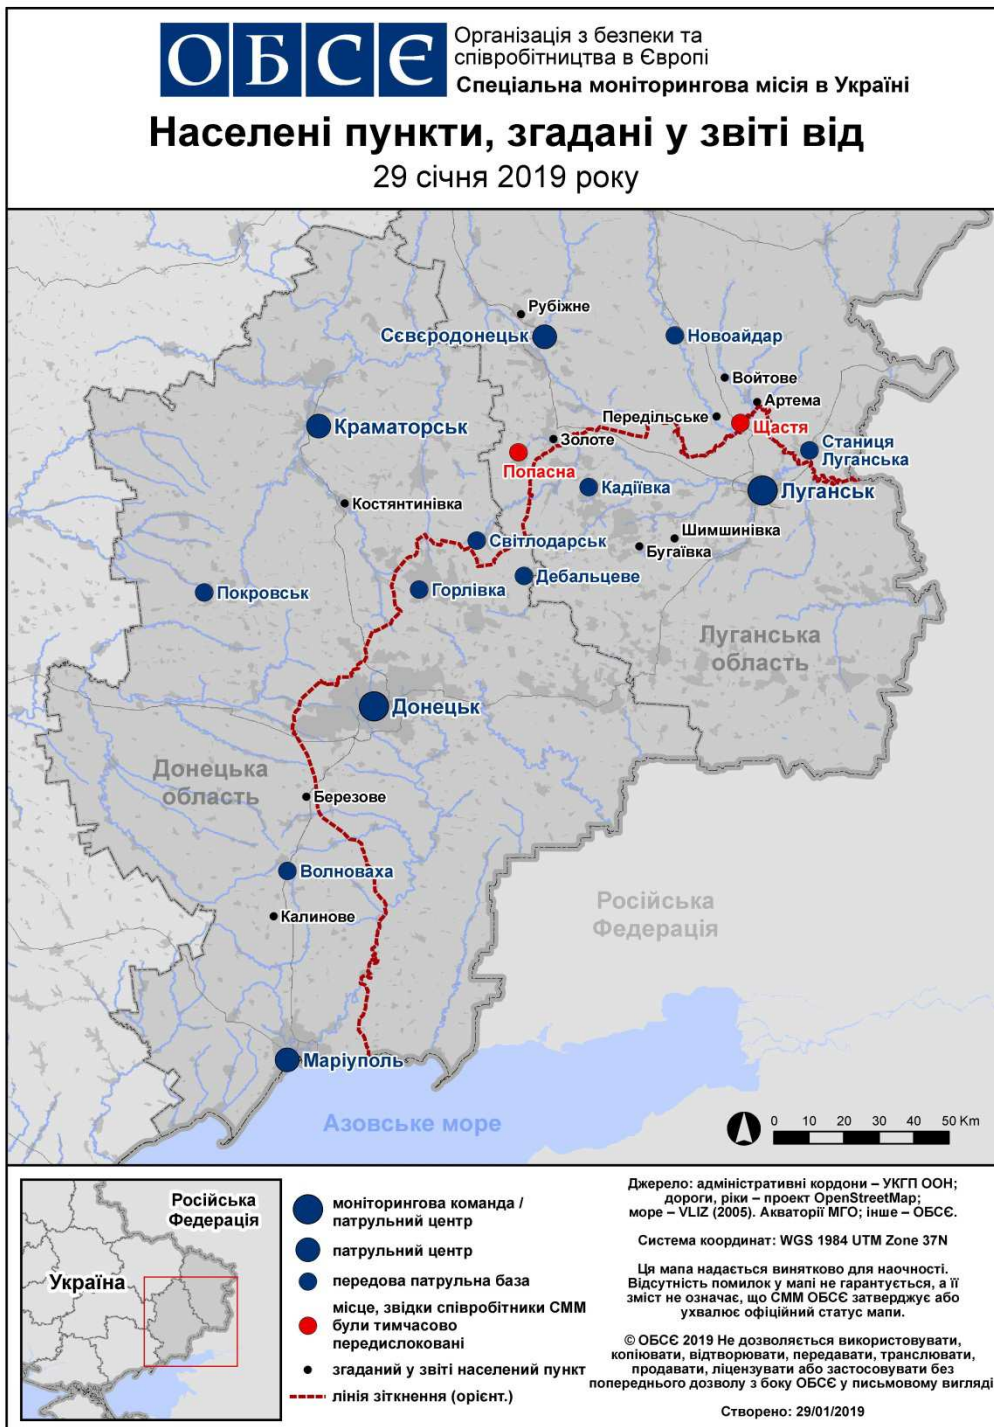 ОБСЄ
Організація з безпеки та
співробітництва в Європі
Спеціальна моніторингова місія в Україні
Населені пункти, згадані у звіті від
29 січня 2019 року
Рубіжне
Сєвєродонецьк
Новоайдар
Войтове
Артема
Передільське
Щастя
Краматорськ
Золоте
Станиця
Луганська
Попасна
Кадіївка
Луганськ
Костянтинівка
Шимшинівка
Світлодарськ
Бугаївка
Дебальцеве
Покровськ
Горлівка
Луганська
область
Донецьк
Донецька
область
Березове
Волноваха
Калинове
Російська
Федерація
Маріуполь
Азовське море
0 10 20 30 40 50 Km
Російська
Федерація
Україна
моніторингова команда /
патрульний центр
патрульний центр
передова патрульна база
місце, звідки співробітники СММ
були тимчасово
передислоковані
згаданий у звіті населений пункт
лінія зіткнення (орієнт.)
Джерело: адміністративні кордони – УКГП ООН;
дороги, ріки – проект OpenStreetMap;
море – VLIZ (2005). Акваторії МГО; інше – ОБСЄ.
Система координат: WGS 1984 UTM Zone 37N
Ця мапа надається винятково для наочності.
Відсутність помилок у мапі не гарантується, а її
зміст не означає, що СММ ОБСЄ затверджує або
ухвалює офіційний статус мапи.
© ОБСЄ 2019 Не дозволяється використовувати,
копіювати, відтворювати, передавати, транслювати,
продавати, ліцензувати або застосовувати без
попереднього дозволу з боку ОБСЄ у письмовому вигляді
Створено: 29/01/2019